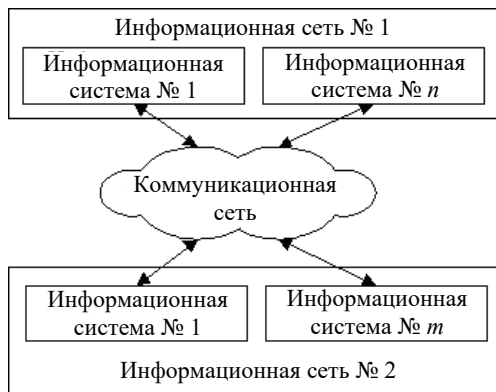 Информационная сеть № 1
Информационная
система № 1
Информационная
система № n
Коммуникационная
сеть
Информационная
система № 1
Информационная
система № m
Информационная сеть № 2